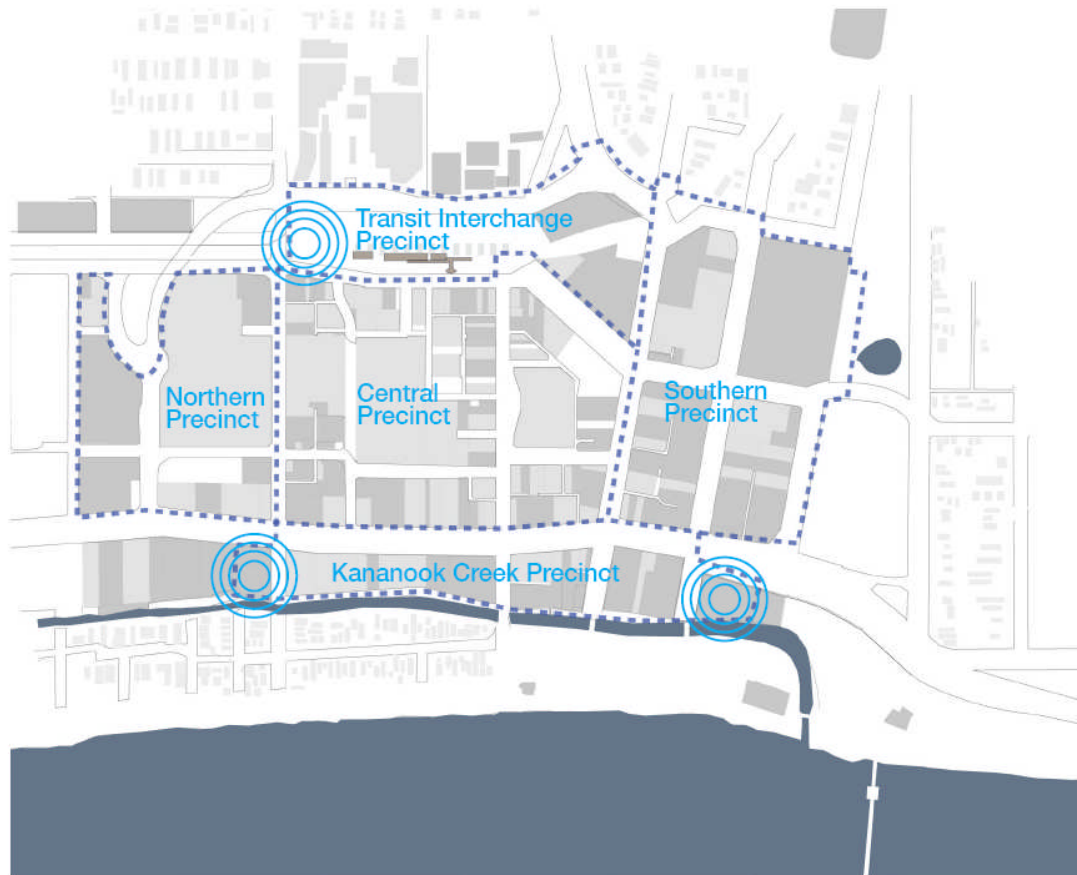 Transit Interchange
Precinct
Northern
Precinct
Central
Precinct
Southern
Precinct
Kananook Creek Precinct